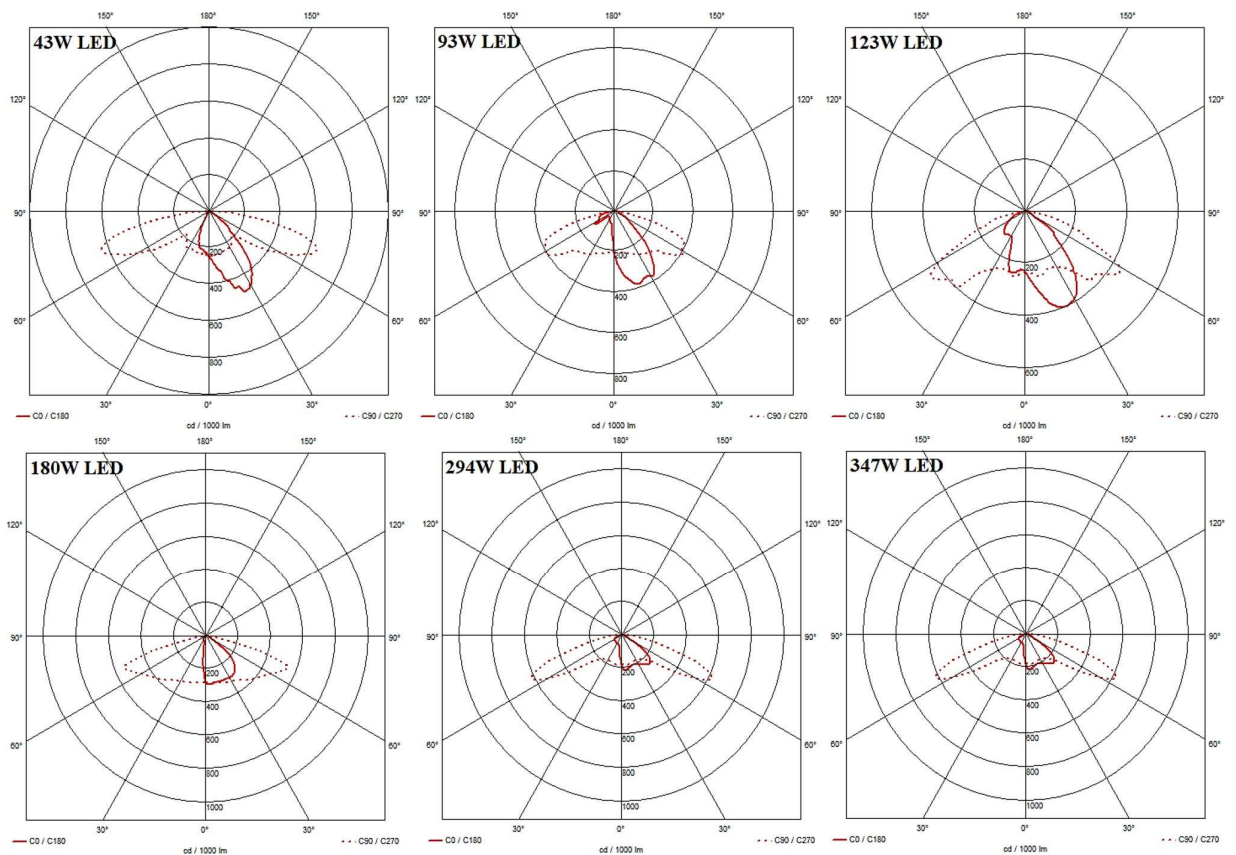 150° 180° 150° 150° 180° 150° 150° 180° 150°
43W LED 93W LED 123W LED
120° 120° 120° 120° 120° 120°
90° 90° 90° 90° 90° 90°
200 200 200
400 400 400
600 600 600
800 800
60° 60° 60° 60° 60° 60°
30° 0° 30° 30° 0° 30° 30° 0° 30°
C0 / C180 C90 / C270 C0 / C180 C90 / C270 C0 / C180 C90 / C270
cd / 1000 lm cd / 1000 lm cd / 1000 lm
150° 180° 150° 150° 180° 150° 150° 180° 150°
180W LED 294W LED 347W LED
120° 120° 120° 120° 120° 120°
90° 90° 90° 90° 90° 90°
200 200 200
400 400 400
600 600 600
800 800 800
1000 1000 1000
60° 60° 60° 60° 60° 60°
30° 0° 30° 30° 0° 30° 30° 0° 30°
C0 / C180 C90 / C270 C0 / C180 C90 / C270 C0 / C180 C90 / C270
cd / 1000 lm cd / 1000 lm cd / 1000 lm